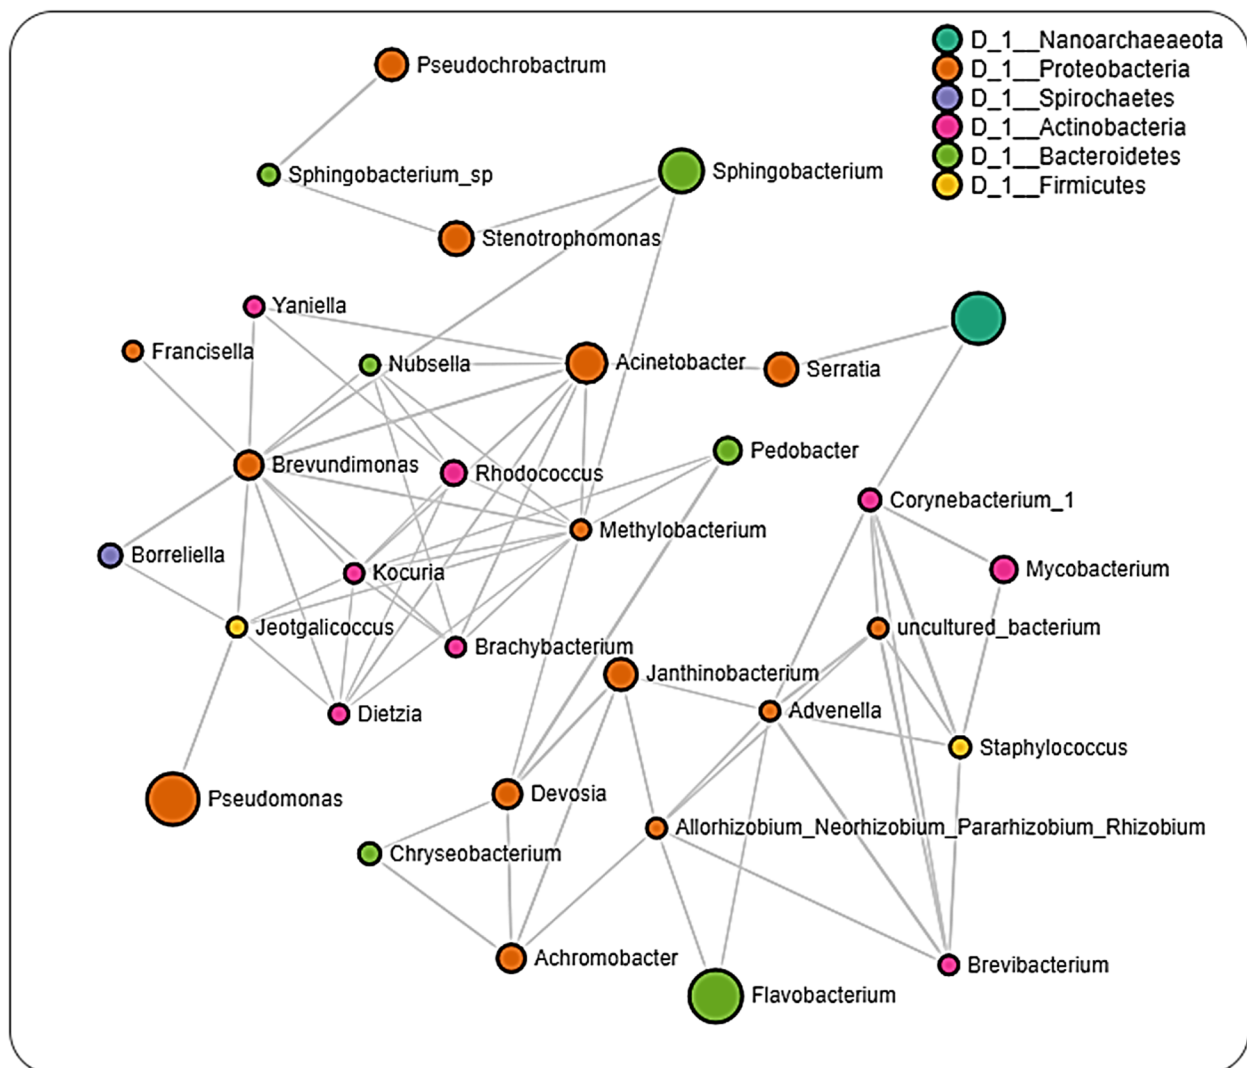 D_1__Nanoarchaeaeota
D_1__Proteobacteria
D_1__Spirochaetes
D_1__Actinobacteria
D_1__Bacteroidetes
D_1__Firmicutes
Pseudochrobactrum
Sphingobacterium_sp
Sphingobacterium
Stenotrophomonas
Yaniella
Francisella
Nubsella
Acinetobacter
Serratia
Brevundimonas
Rhodococcus
Pedobacter
Corynebacterium_1
Methylobacterium
Borreliella
Kocuria
Mycobacterium
Jeotgalicoccus
uncultured_bacterium
Brachybacterium
Janthinobacterium
Dietzia
Advenella
Staphylococcus
Pseudomonas
Devosia
Allorhizobium_Neorhizobium_Pararhizobium_Rhizobium
Chryseobacterium
Achromobacter
Brevibacterium
Flavobacterium